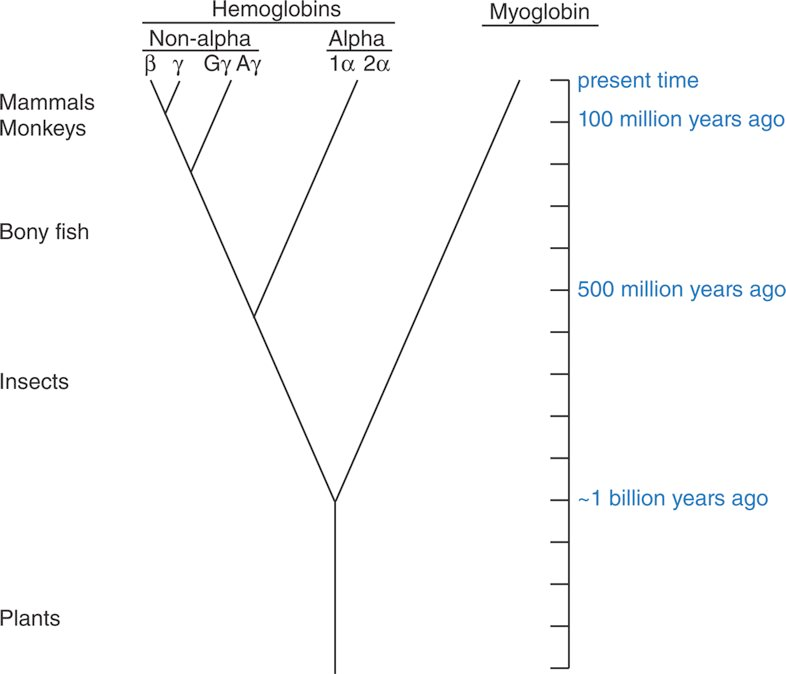 Hemoglobins
Myoglobin
Non-alpha
Alpha
β γ Gγ Aγ
1α 2α
present time
Mammals
Monkeys
100 million years ago
Bony fish
500 million years ago
Insects
~1 billion years ago
Plants